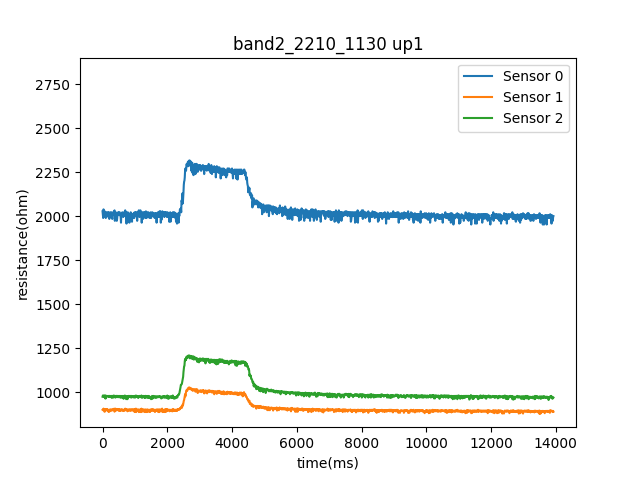 band2_2210_1130 up1
Sensor 0
Sensor 1
Sensor 2
resistance(ohm)
2750
2500
2250
2000
1750
1500
1250
1000
0 2000 4000 6000 8000 10000 12000 14000
time(ms)